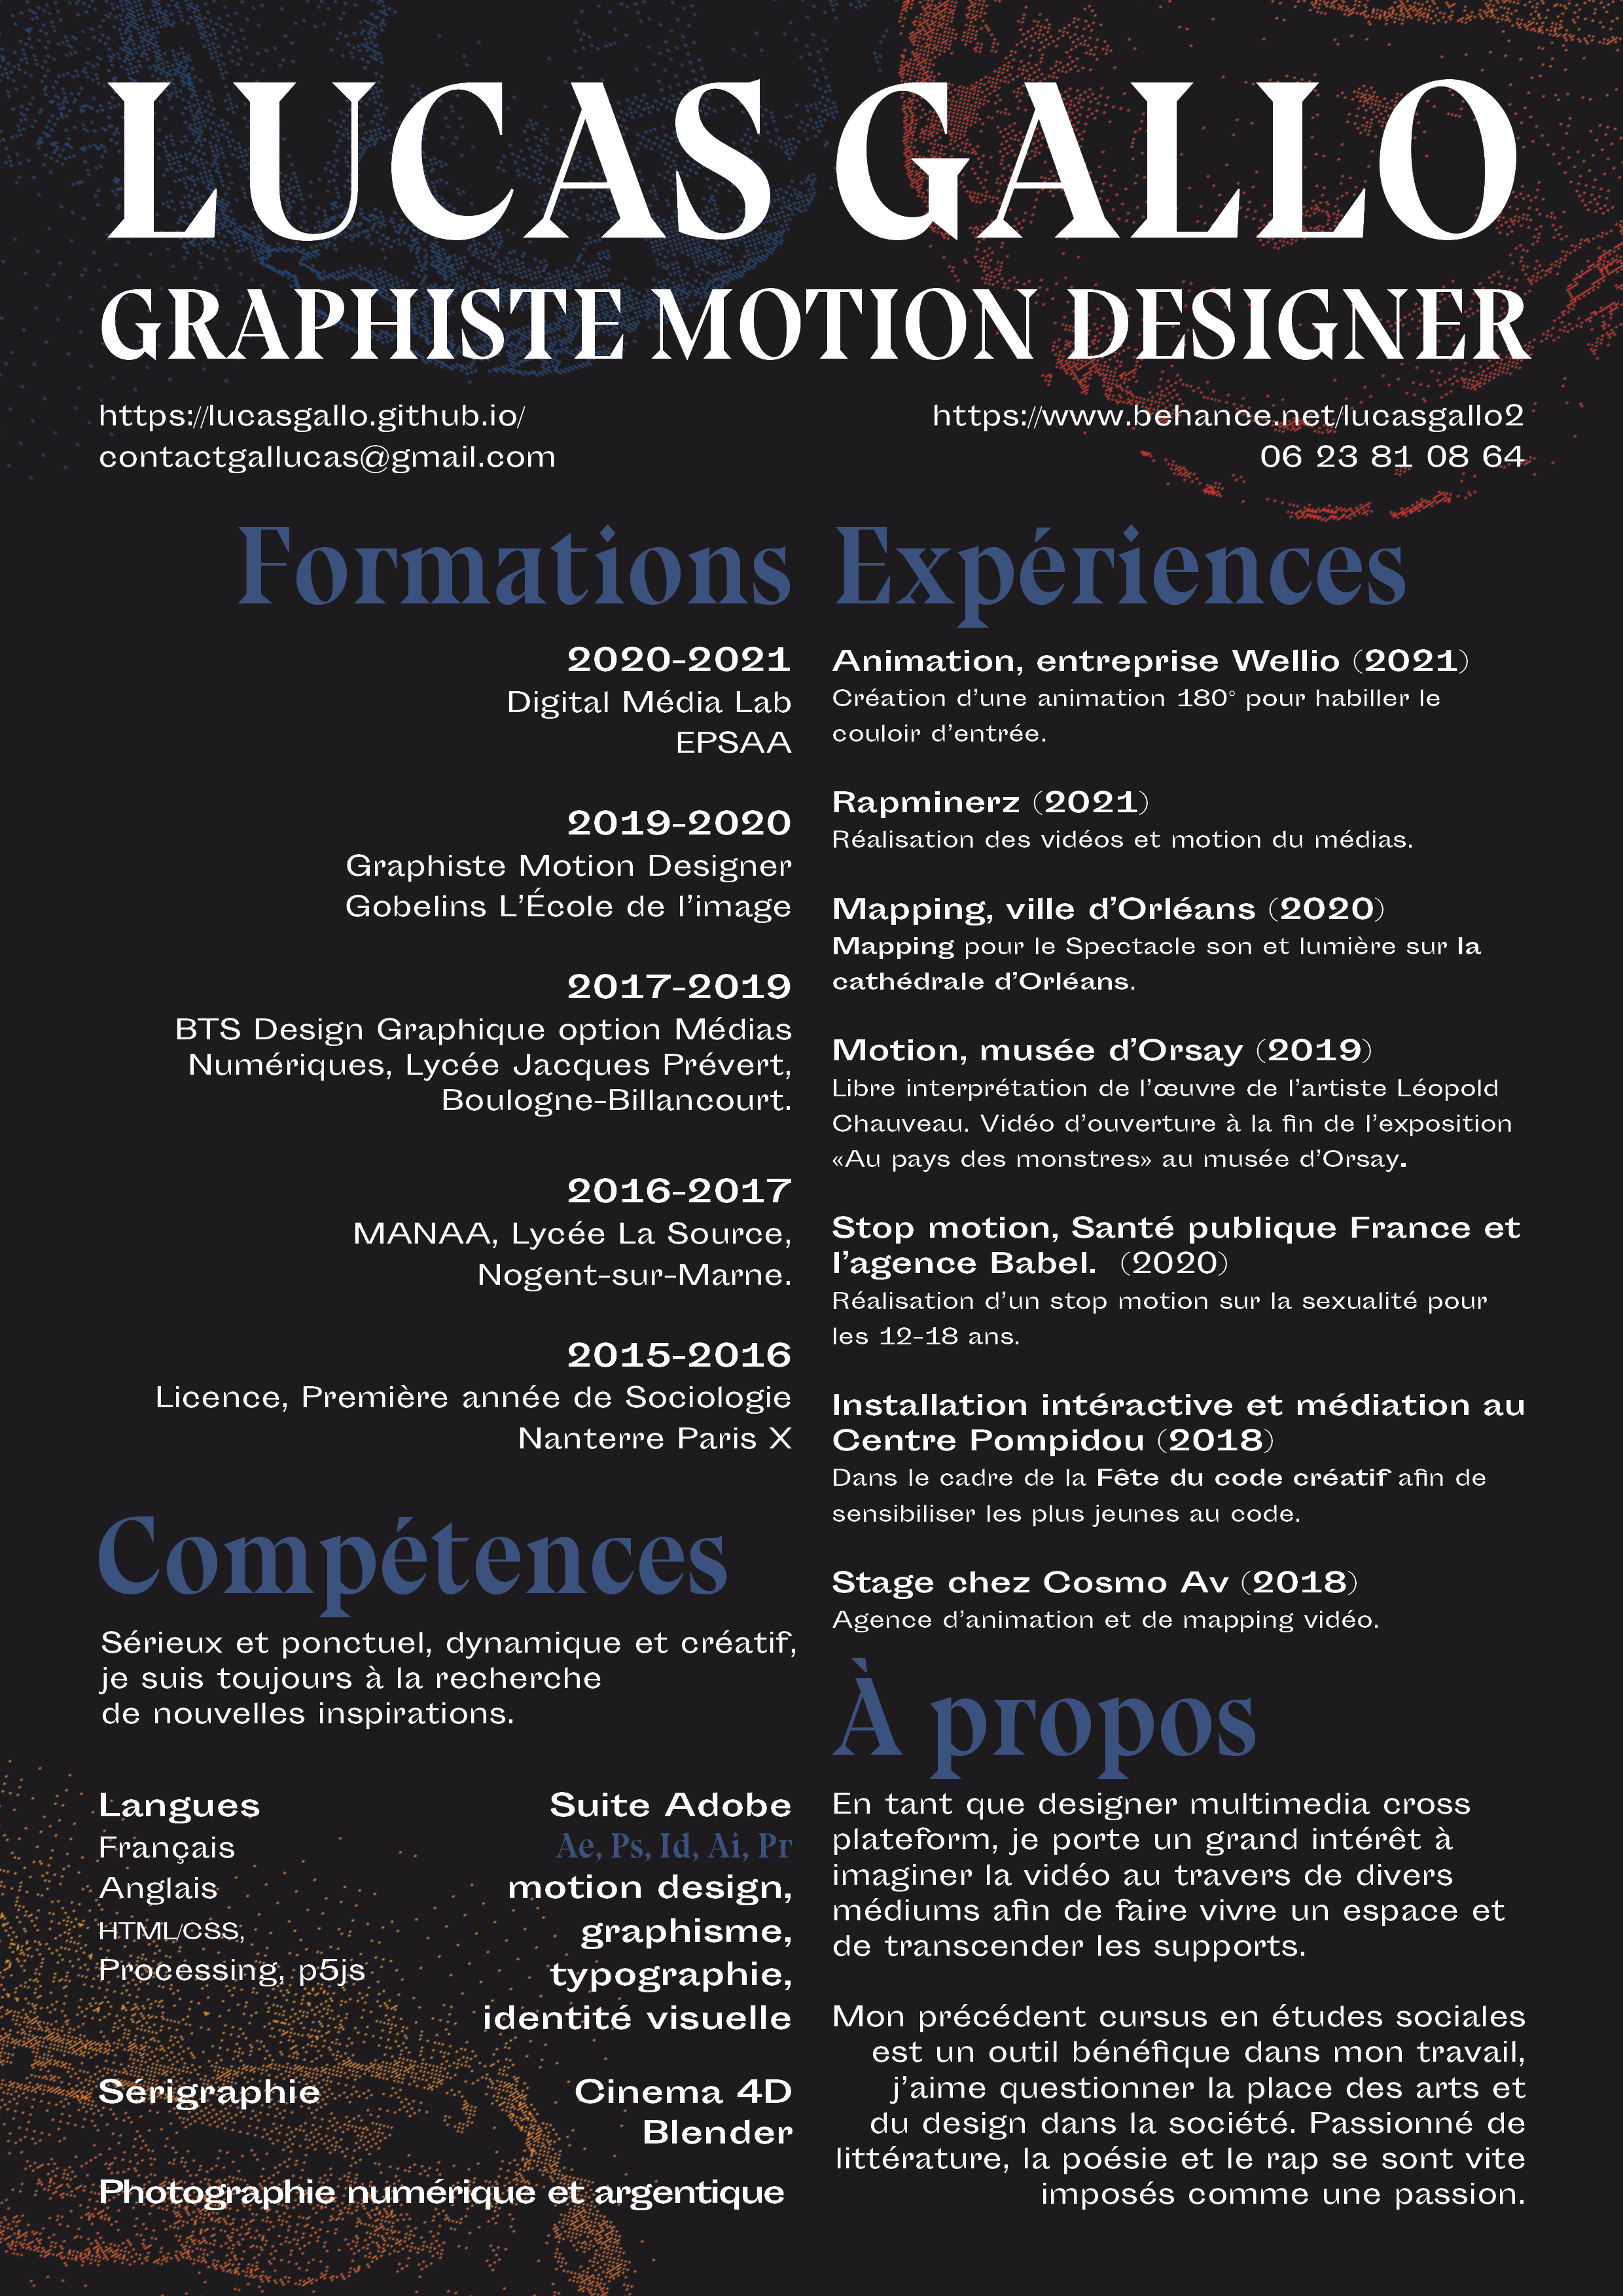 LUCAS GALLO
GRAPHISTE MOTION DESIGNER
https://lucasgallo.github.io/
contactgallucas@gmail.com
https://www.behance.net/lucasgallo2
06 23 81 08 64
Formations
2020-2021
Digital Média Lab
EPSAA
2019-2020
Graphiste Motion Designer
Gobelins L’École de l’image
2017-2019
BTS Design Graphique option Médias
Numériques, Lycée Jacques Prévert,
Boulogne-Billancourt.
2016-2017
MANAA, Lycée La Source,
Nogent-sur-Marne.
2015-2016
Licence, Première année de Sociologie
Nanterre Paris X
Compétences
Sérieux et ponctuel, dynamique et créatif,
je suis toujours à la recherche
de nouvelles inspirations.
Langues
Français
Anglais
HTML/CSS,
Processing, p5js
Suite Adobe
Ae, Ps, Id, Ai, Pr
motion design,
graphisme,
typographie,
identité visuelle
Sérigraphie
Cinema 4D
Blender
Photographie numérique et argentique
Expériences
Animation, entreprise Wellio (2021)
Création d’une animation 180° pour habiller le
couloir d’entrée.
Rapminerz (2021)
Réalisation des vidéos et motion du médias.
Mapping, ville d’Orléans (2020)
Mapping pour le Spectacle son et lumière sur la
cathédrale d’Orléans.
Motion, musée d’Orsay (2019)
Libre interprétation de l’œuvre de l’artiste Léopold
Chauveau. Vidéo d’ouverture à la fin de l’exposition
«Au pays des monstres» au musée d’Orsay.
Stop motion, Santé publique France et
l’agence Babel. (2020)
Réalisation d’un stop motion sur la sexualité pour
les 12-18 ans.
Installation intéractive et médiation au
Centre Pompidou (2018)
Dans le cadre de la Fête du code créatif afin de
sensibiliser les plus jeunes au code.
Stage chez Cosmo Av (2018)
Agence d’animation et de mapping vidéo.
À propos
En tant que designer multimedia cross
plateform, je porte un grand intérêt à
imaginer la vidéo au travers de divers
médiums afin de faire vivre un espace et
de transcender les supports.
Mon précédent cursus en études sociales
est un outil bénéfique dans mon travail,
j’aime questionner la place des arts et
du design dans la société. Passionné de
littérature, la poésie et le rap se sont vite
imposés comme une passion.